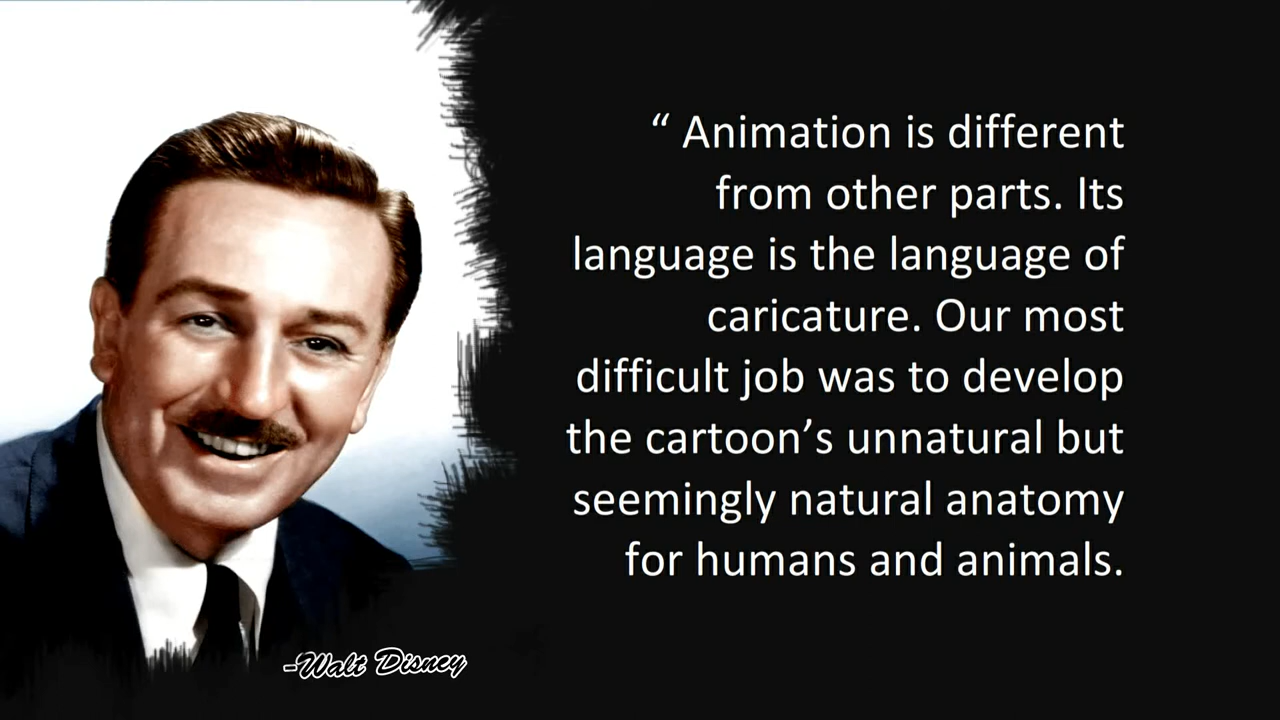 “ Animation is different
from other parts. Its
language is the language of
caricature. Our most
difficult job was to develop
the cartoon’s unnatural but
seemingly natural anatomy
for humans and animals.
-Walt Disney